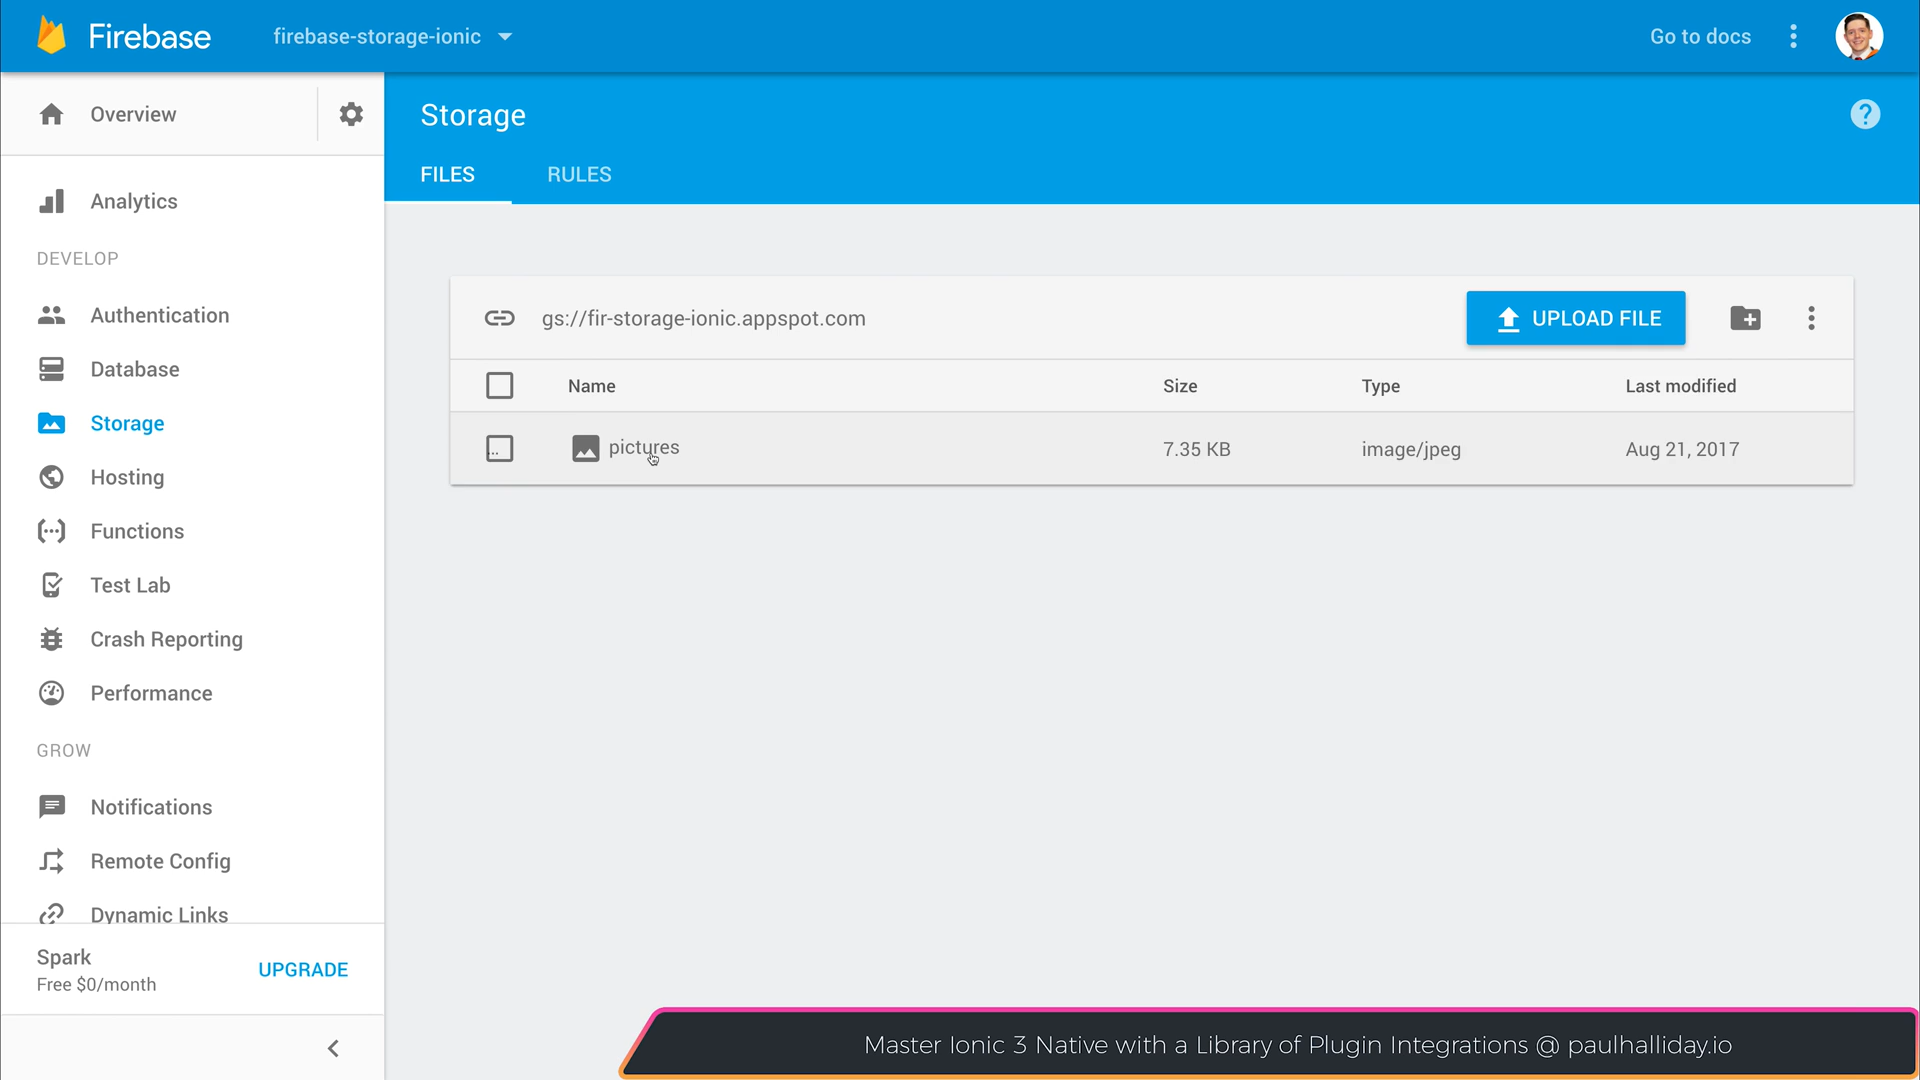 Firebase
firebase-storage-ionic
Go to docs
Overview
Storage
FILES
RULES
Analytics
DEVELOP
Authentication
Database
Storage
Hosting
Functions
Test Lab
Crash Reporting
Performance
GROW
Notifications
Remote Config
Dynamic Links
Spark
Free $0/month
UPGRADE
gs://fir-storage-ionic.appspot.com
UPLOAD FILE
Name Size Type Last modified
pictures 7.35 KB image/jpeg Aug 21, 2017
Master Ionic 3 Native with a Library of Plugin Integrations @ paulhalliday.io